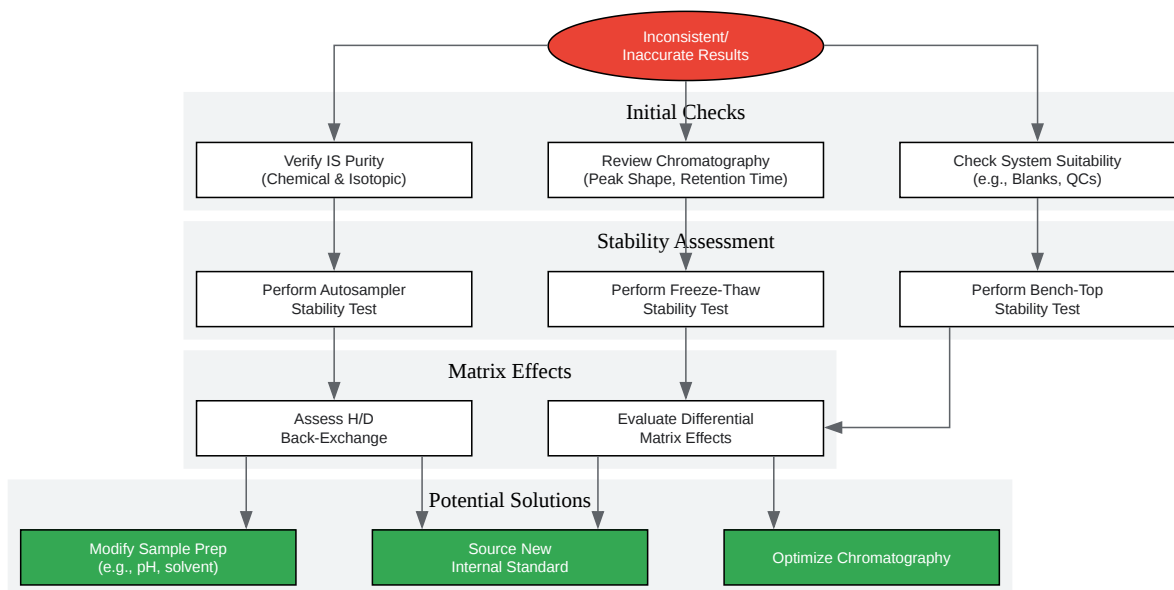 Inconsistent/
Inaccurate Results
Initial Checks
Verify IS Purity
(Chemical & Isotopic)
Review Chromatography
(Peak Shape, Retention Time)
Check System Suitability
(e.g., Blanks, QCs)
Stability Assessment
Perform Autosampler
Stability Test
Perform Freeze-Thaw
Stability Test
Perform Bench-Top
Stability Test
Matrix Effects
Assess H/D
Back-Exchange
Evaluate Differential
Matrix Effects
Potential Solutions
Modify Sample Prep
(e.g., pH, solvent)
Source New
Internal Standard
Optimize Chromatography